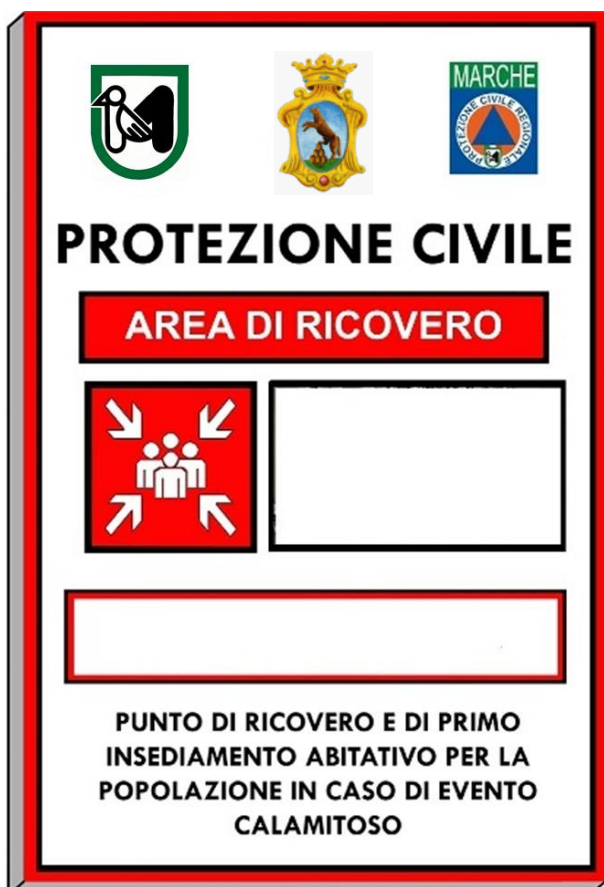 MARCHE
PROTEZIONE CIVILE REGIONALE
PROTEZIONE CIVILE
AREA DI RICOVERO
PUNTO DI RICOVERO E DI PRIMO
INSEDIAMENTO ABITATIVO PER LA
POPOLAZIONE IN CASO DI EVENTO
CALAMITOSO